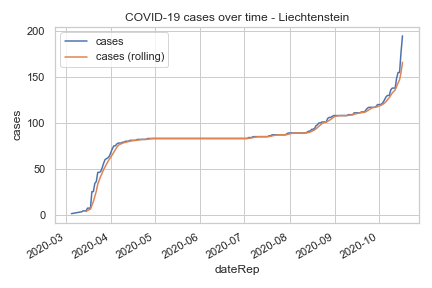 COVID-19 cases over time - Liechtenstein
cases
cases (rolling)
200
150
100
50
0
cases
2020-03
2020-04
2020-05
2020-06
2020-07
2020-08
2020-09
2020-10
dateRep